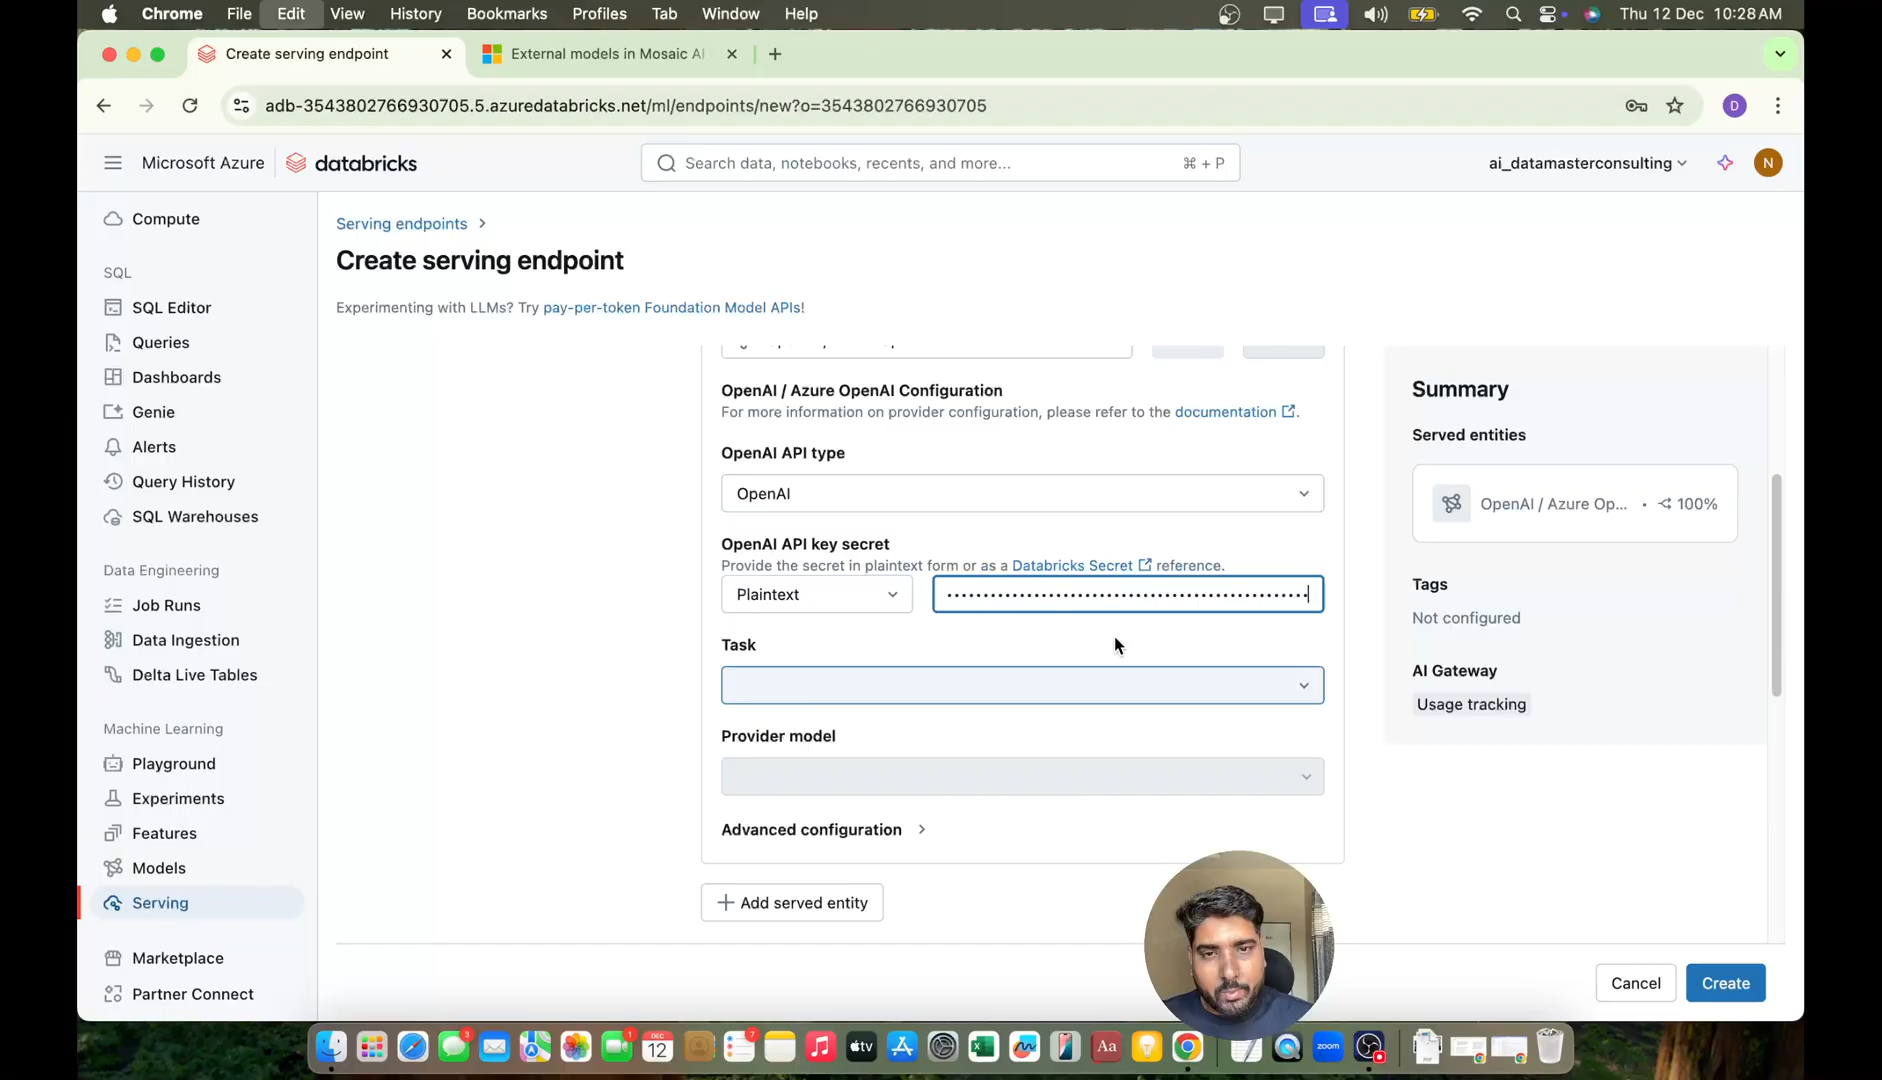 Chrome File Edit View History Bookmarks Profiles Tab Window Help Thu 12 Dec 10:28 AM
Create serving endpoint
External models in Mosaic AI
adb-3543802766930705.5.azuredatabricks.net/ml/endpoints/new?o=3543802766930705
D
Microsoft Azure databricks
Search data, notebooks, recents, and more... ⌘ + P
ai_datamasterconsulting
N
Compute
SQL
SQL Editor
Queries
Dashboards
Genie
Alerts
Query History
SQL Warehouses
Data Engineering
Job Runs
Data Ingestion
Delta Live Tables
Machine Learning
Playground
Experiments
Features
Models
Serving
Marketplace
Partner Connect
Serving endpoints >
Create serving endpoint
Experimenting with LLMs? Try pay-per-token Foundation Model APIs!
OpenAI / Azure OpenAI Configuration
For more information on provider configuration, please refer to the documentation.
OpenAI API type
OpenAI
OpenAI API key secret
Provide the secret in plaintext form or as a Databricks Secret reference.
Plaintext
Task
Provider model
Advanced configuration
+ Add served entity
Summary
Served entities
OpenAI / Azure Op... • 100%
Tags
Not configured
AI Gateway
Usage tracking
Cancel
Create
3
1
DEC
12
7
tv
Aa
zoom